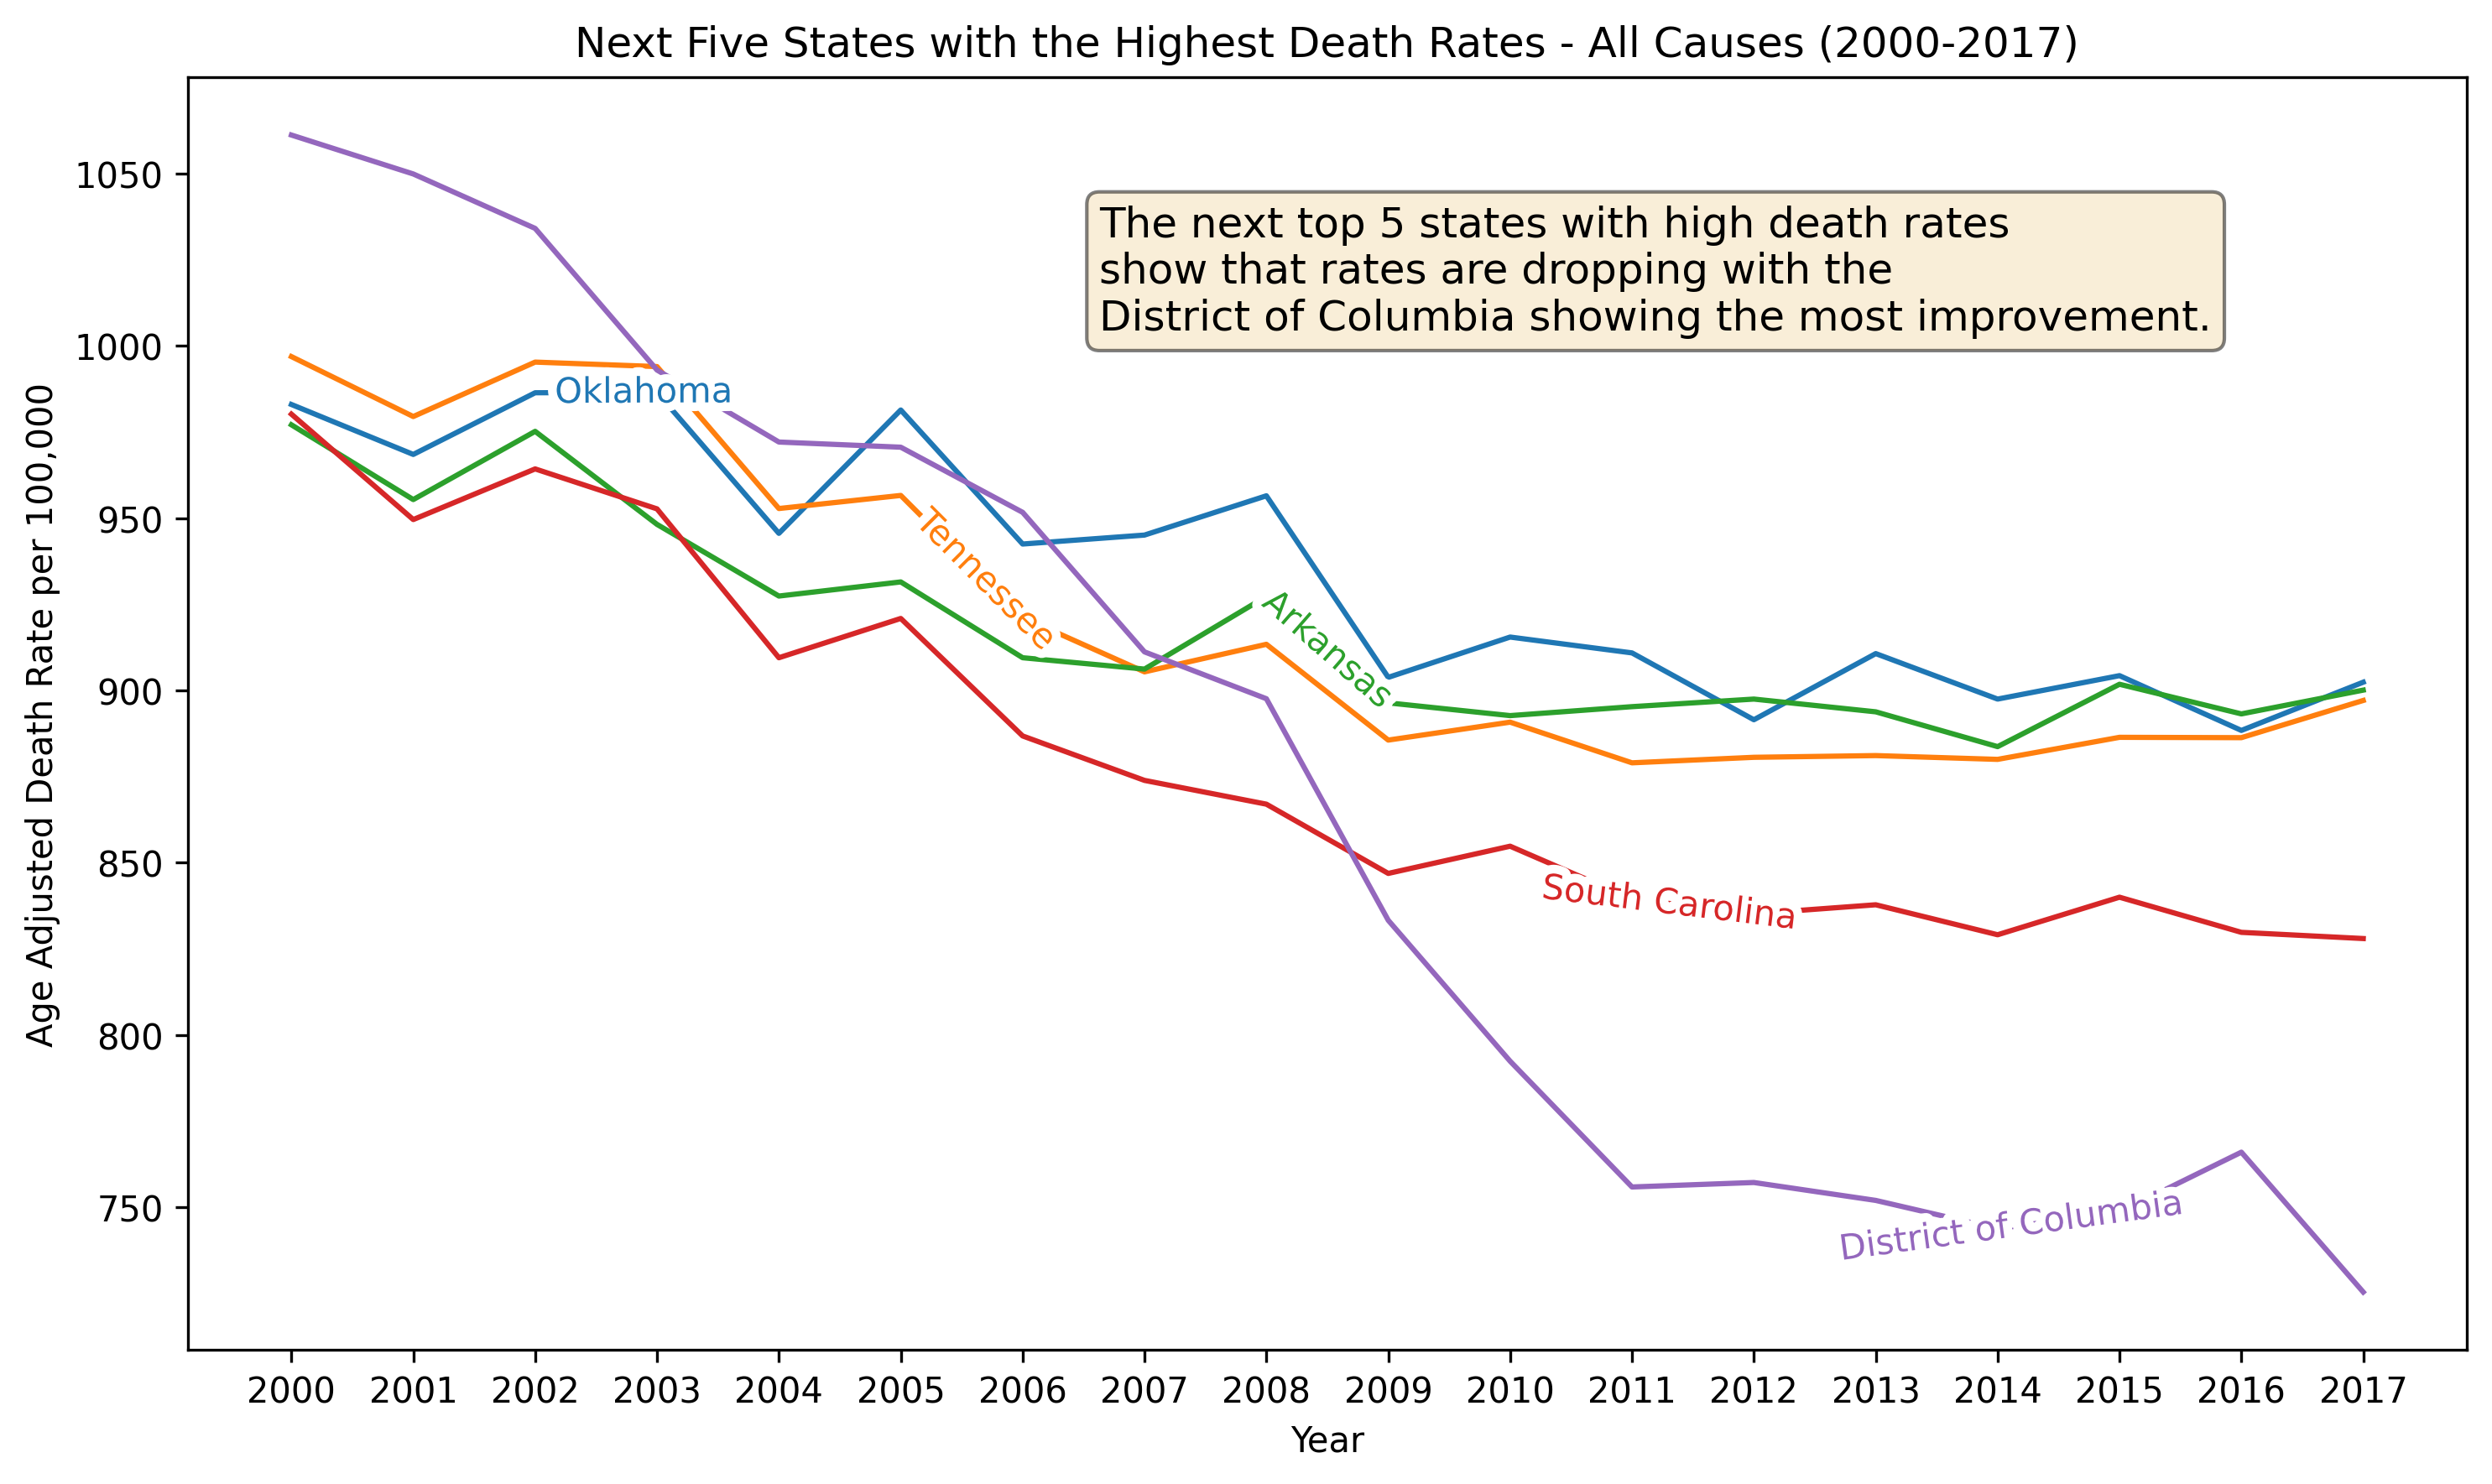 Next Five States with the Highest Death Rates - All Causes (2000-2017)
The next top 5 states with high death rates
show that rates are dropping with the
District of Columbia showing the most improvement.
Age Adjusted Death Rate per 100,000
1050
1000
950
900
850
800
750
Oklahoma
Tennessee
Arkansas
South Carolina
District of Columbia
2000 2001 2002 2003 2004 2005 2006 2007 2008 2009 2010 2011 2012 2013 2014 2015 2016 2017
Year